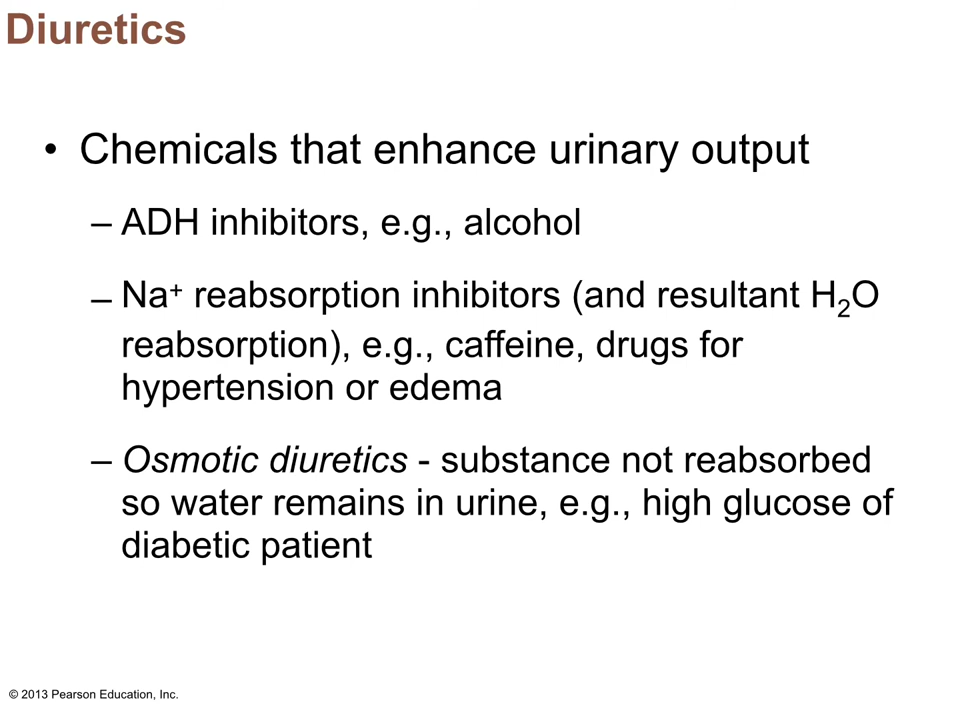 Diuretics
• Chemicals that enhance urinary output
– ADH inhibitors, e.g., alcohol
– Na⁺ reabsorption inhibitors (and resultant H₂O
reabsorption), e.g., caffeine, drugs for
hypertension or edema
– Osmotic diuretics - substance not reabsorbed
so water remains in urine, e.g., high glucose of
diabetic patient
© 2013 Pearson Education, Inc.